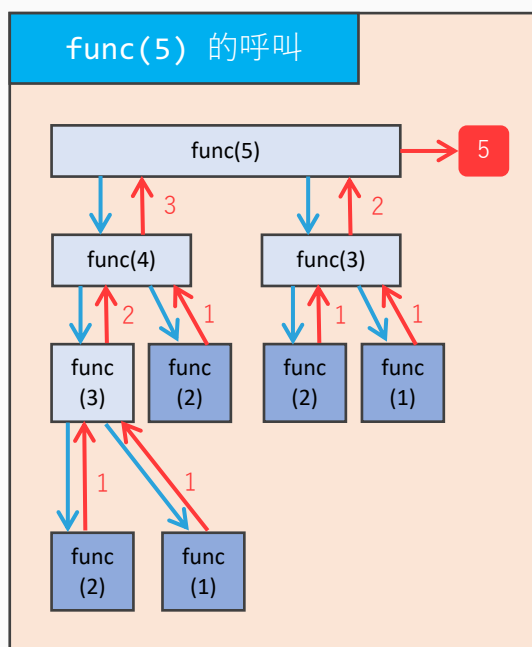 func(5) 的呼叫
func(5)
5
3
2
func(4)
func(3)
2
1
1
1
func
(3)
func
(2)
func
(2)
func
(1)
1
1
func
(2)
func
(1)